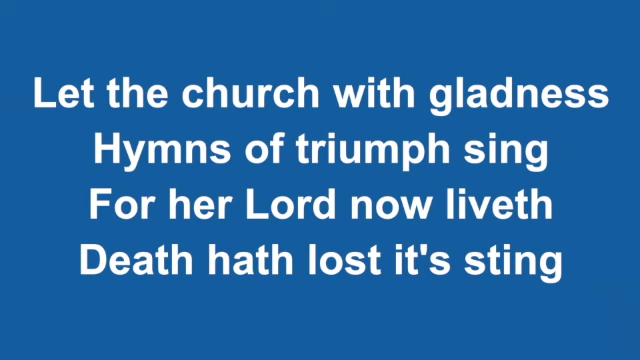 Let the church with gladness
Hymns of triumph sing
For her Lord now liveth
Death hath lost it's sting